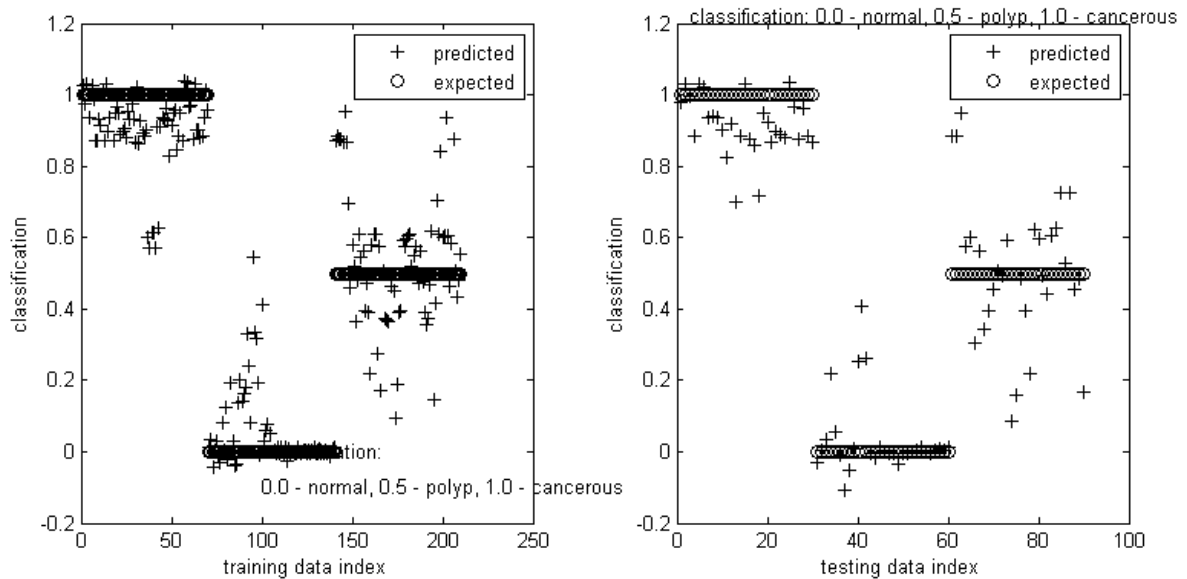 1.2
1
0.8
0.6
0.4
0.2
0
-0.2
0
50
100
150
200
250
classification
training data index
predicted
expected
0.0 - normal, 0.5 - polyp, 1.0 - cancerous
classification: 0.0 - normal, 0.5 - polyp, 1.0 - cancerous
1.2
1
0.8
0.6
0.4
0.2
0
-0.2
0
20
40
60
80
100
classification
testing data index
predicted
expected